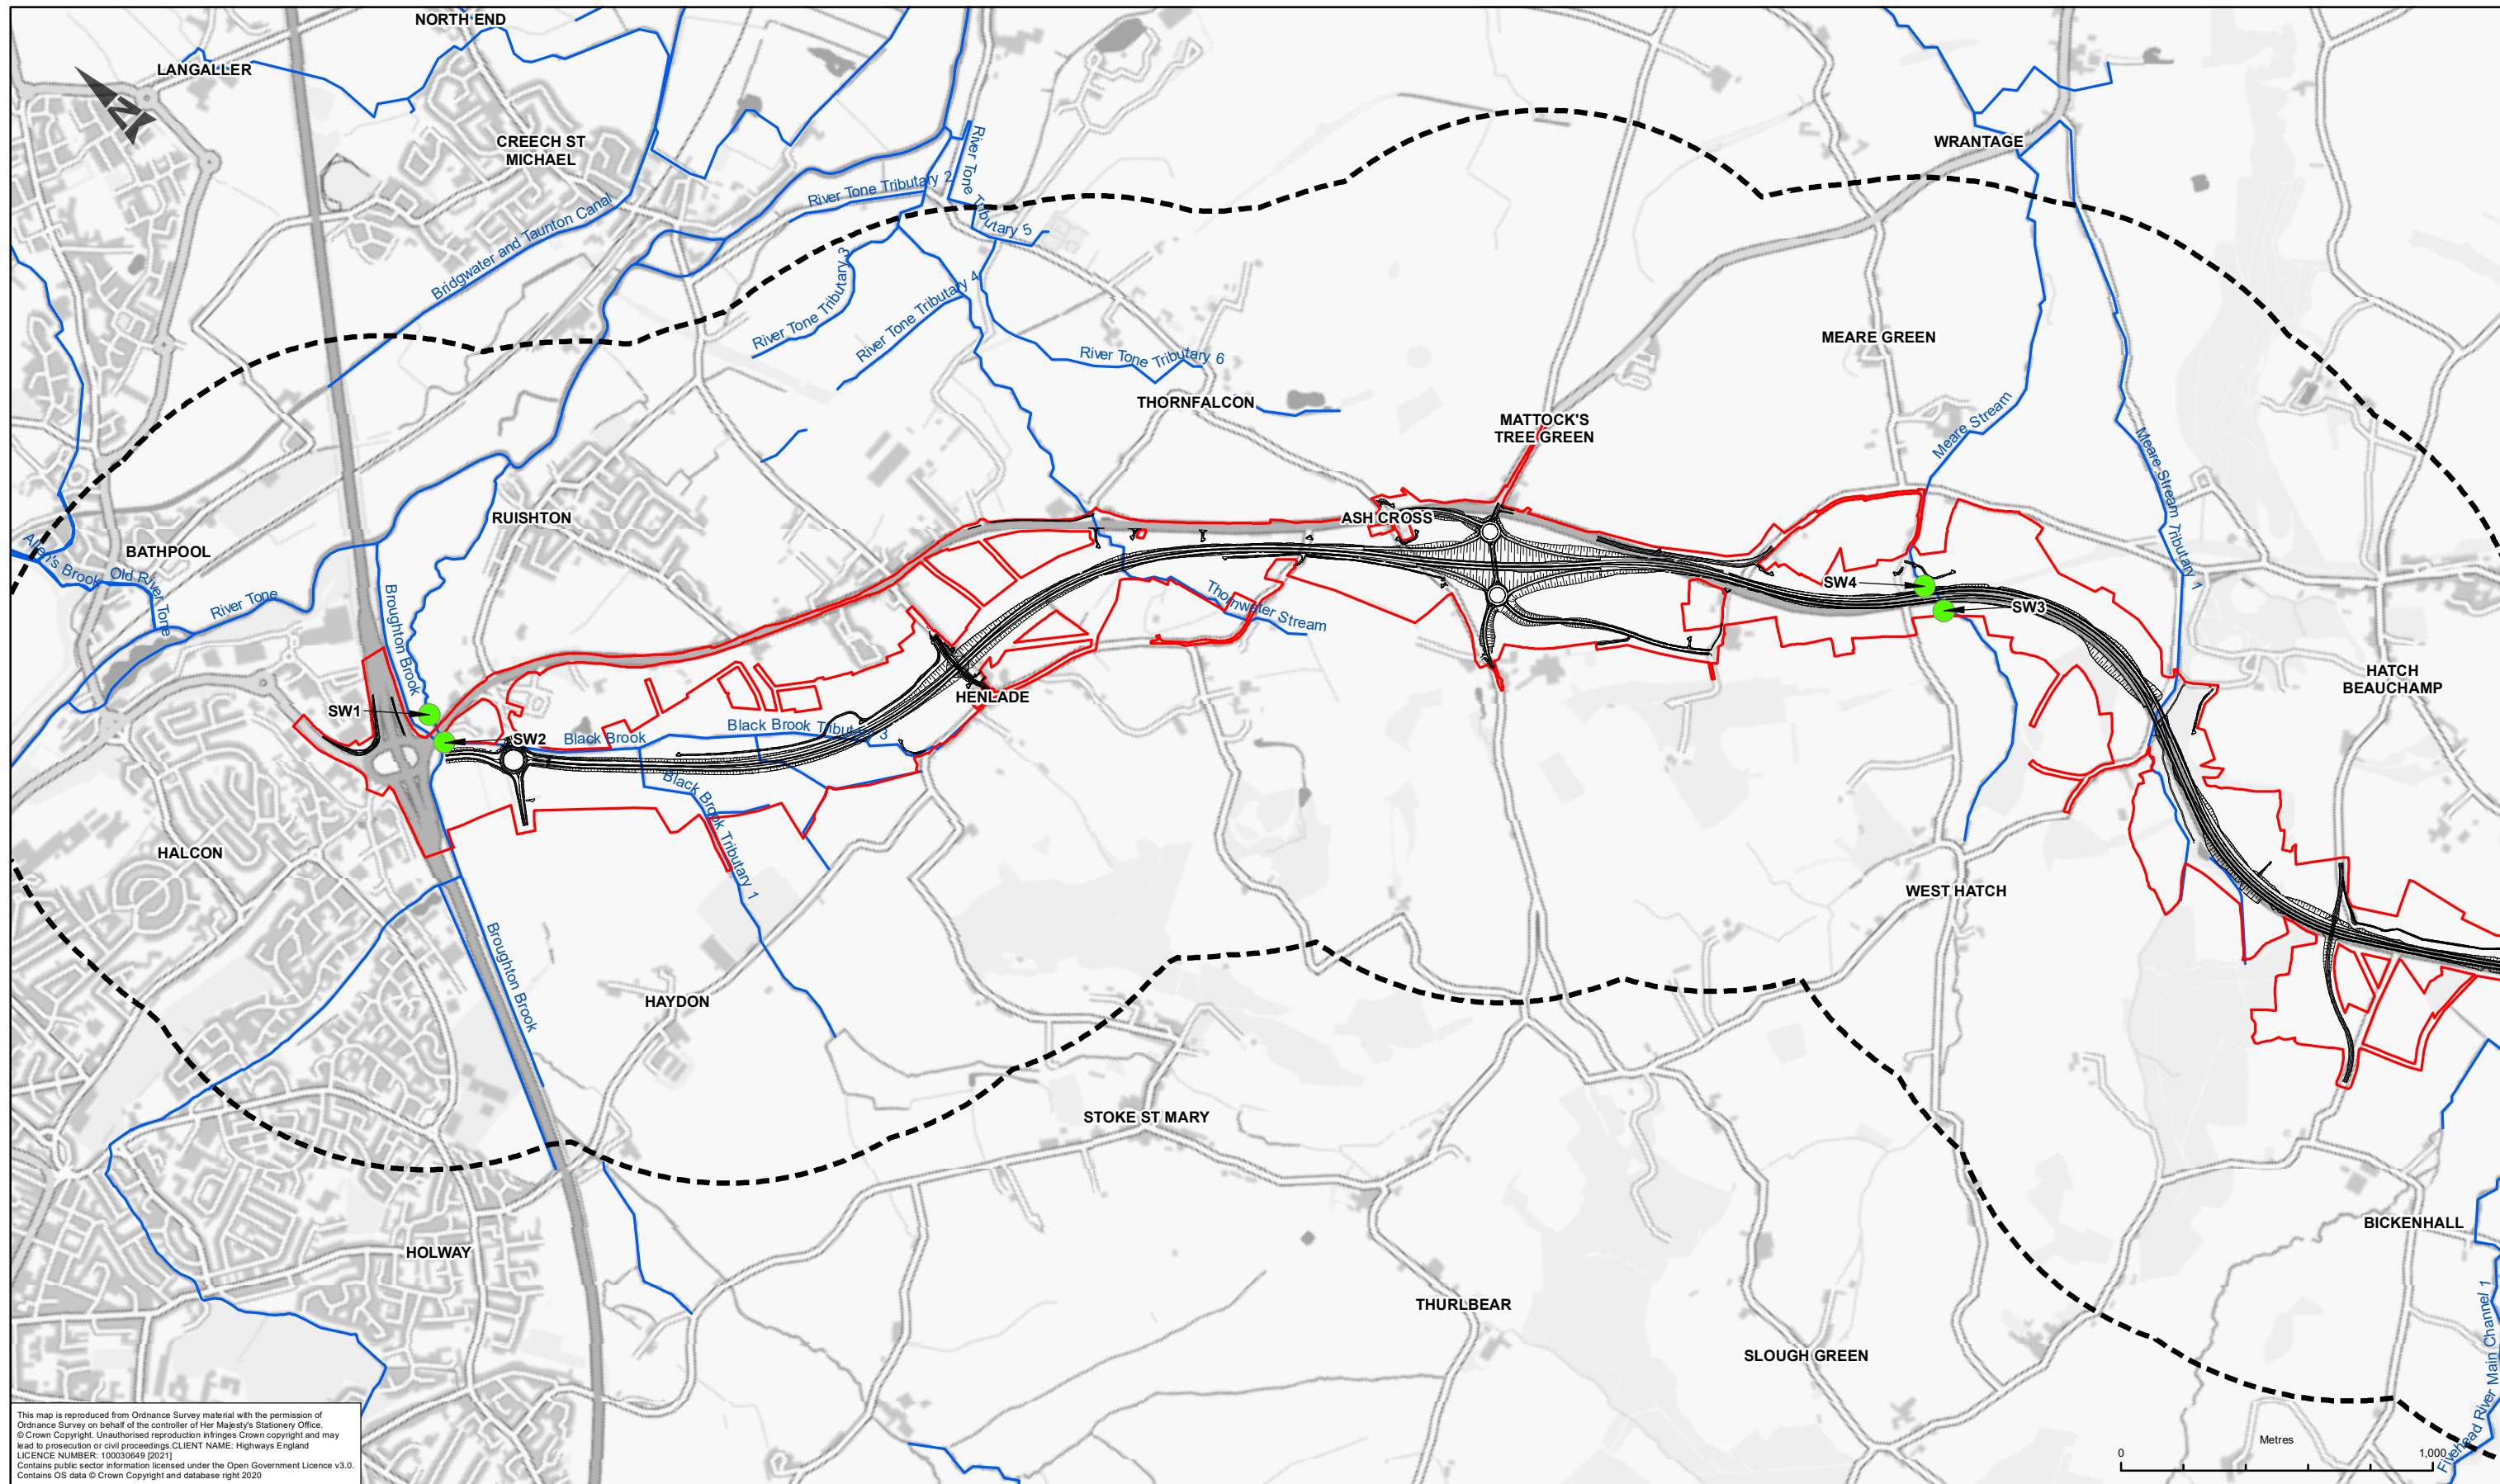 NORTH END
LANGALLER
N
CREECH ST
MICHAEL
WRANTAGE
River Tone Tributary 2
River Tone Tributary 5
Bridgwater and Taunton Canal
River Tone Tributary 3
River Tone Tributary 4
River Tone Tributary 6
MEARE GREEN
THORNFALCON
MATTOCK'S
TREE GREEN
Meare Stream
Meare Stream Tributary 1
RUISHTON
ASH CROSS
BATHPOOL
Allen's Brook
Old River Tone
River Tone
Broughton Brook
Thornwater Stream
SW4
SW3
HATCH
BEAUCHAMP
HENLADE
SW1
SW2
Black Brook
Black Brook Tributary 3
Black Brook Tributary 1
HALCON
WEST HATCH
Broughton Brook
HAYDON
STOKE ST MARY
BICKENHALL
HOLWAY
THURLBEAR
SLOUGH GREEN
Fivehead River Main Channel 1
This map is reproduced from Ordnance Survey material with the permission of
Ordnance Survey on behalf of the controller of Her Majesty's Stationery Office.
© Crown Copyright. Unauthorised reproduction infringes Crown copyright and may
lead to prosecution or civil proceedings.CLIENT NAME: Highways England
LICENCE NUMBER: 100030649 [2021]
Contains public sector information licensed under the Open Government Licence v3.0.
Contains OS data © Crown Copyright and database right 2020
Metres
0 1,000